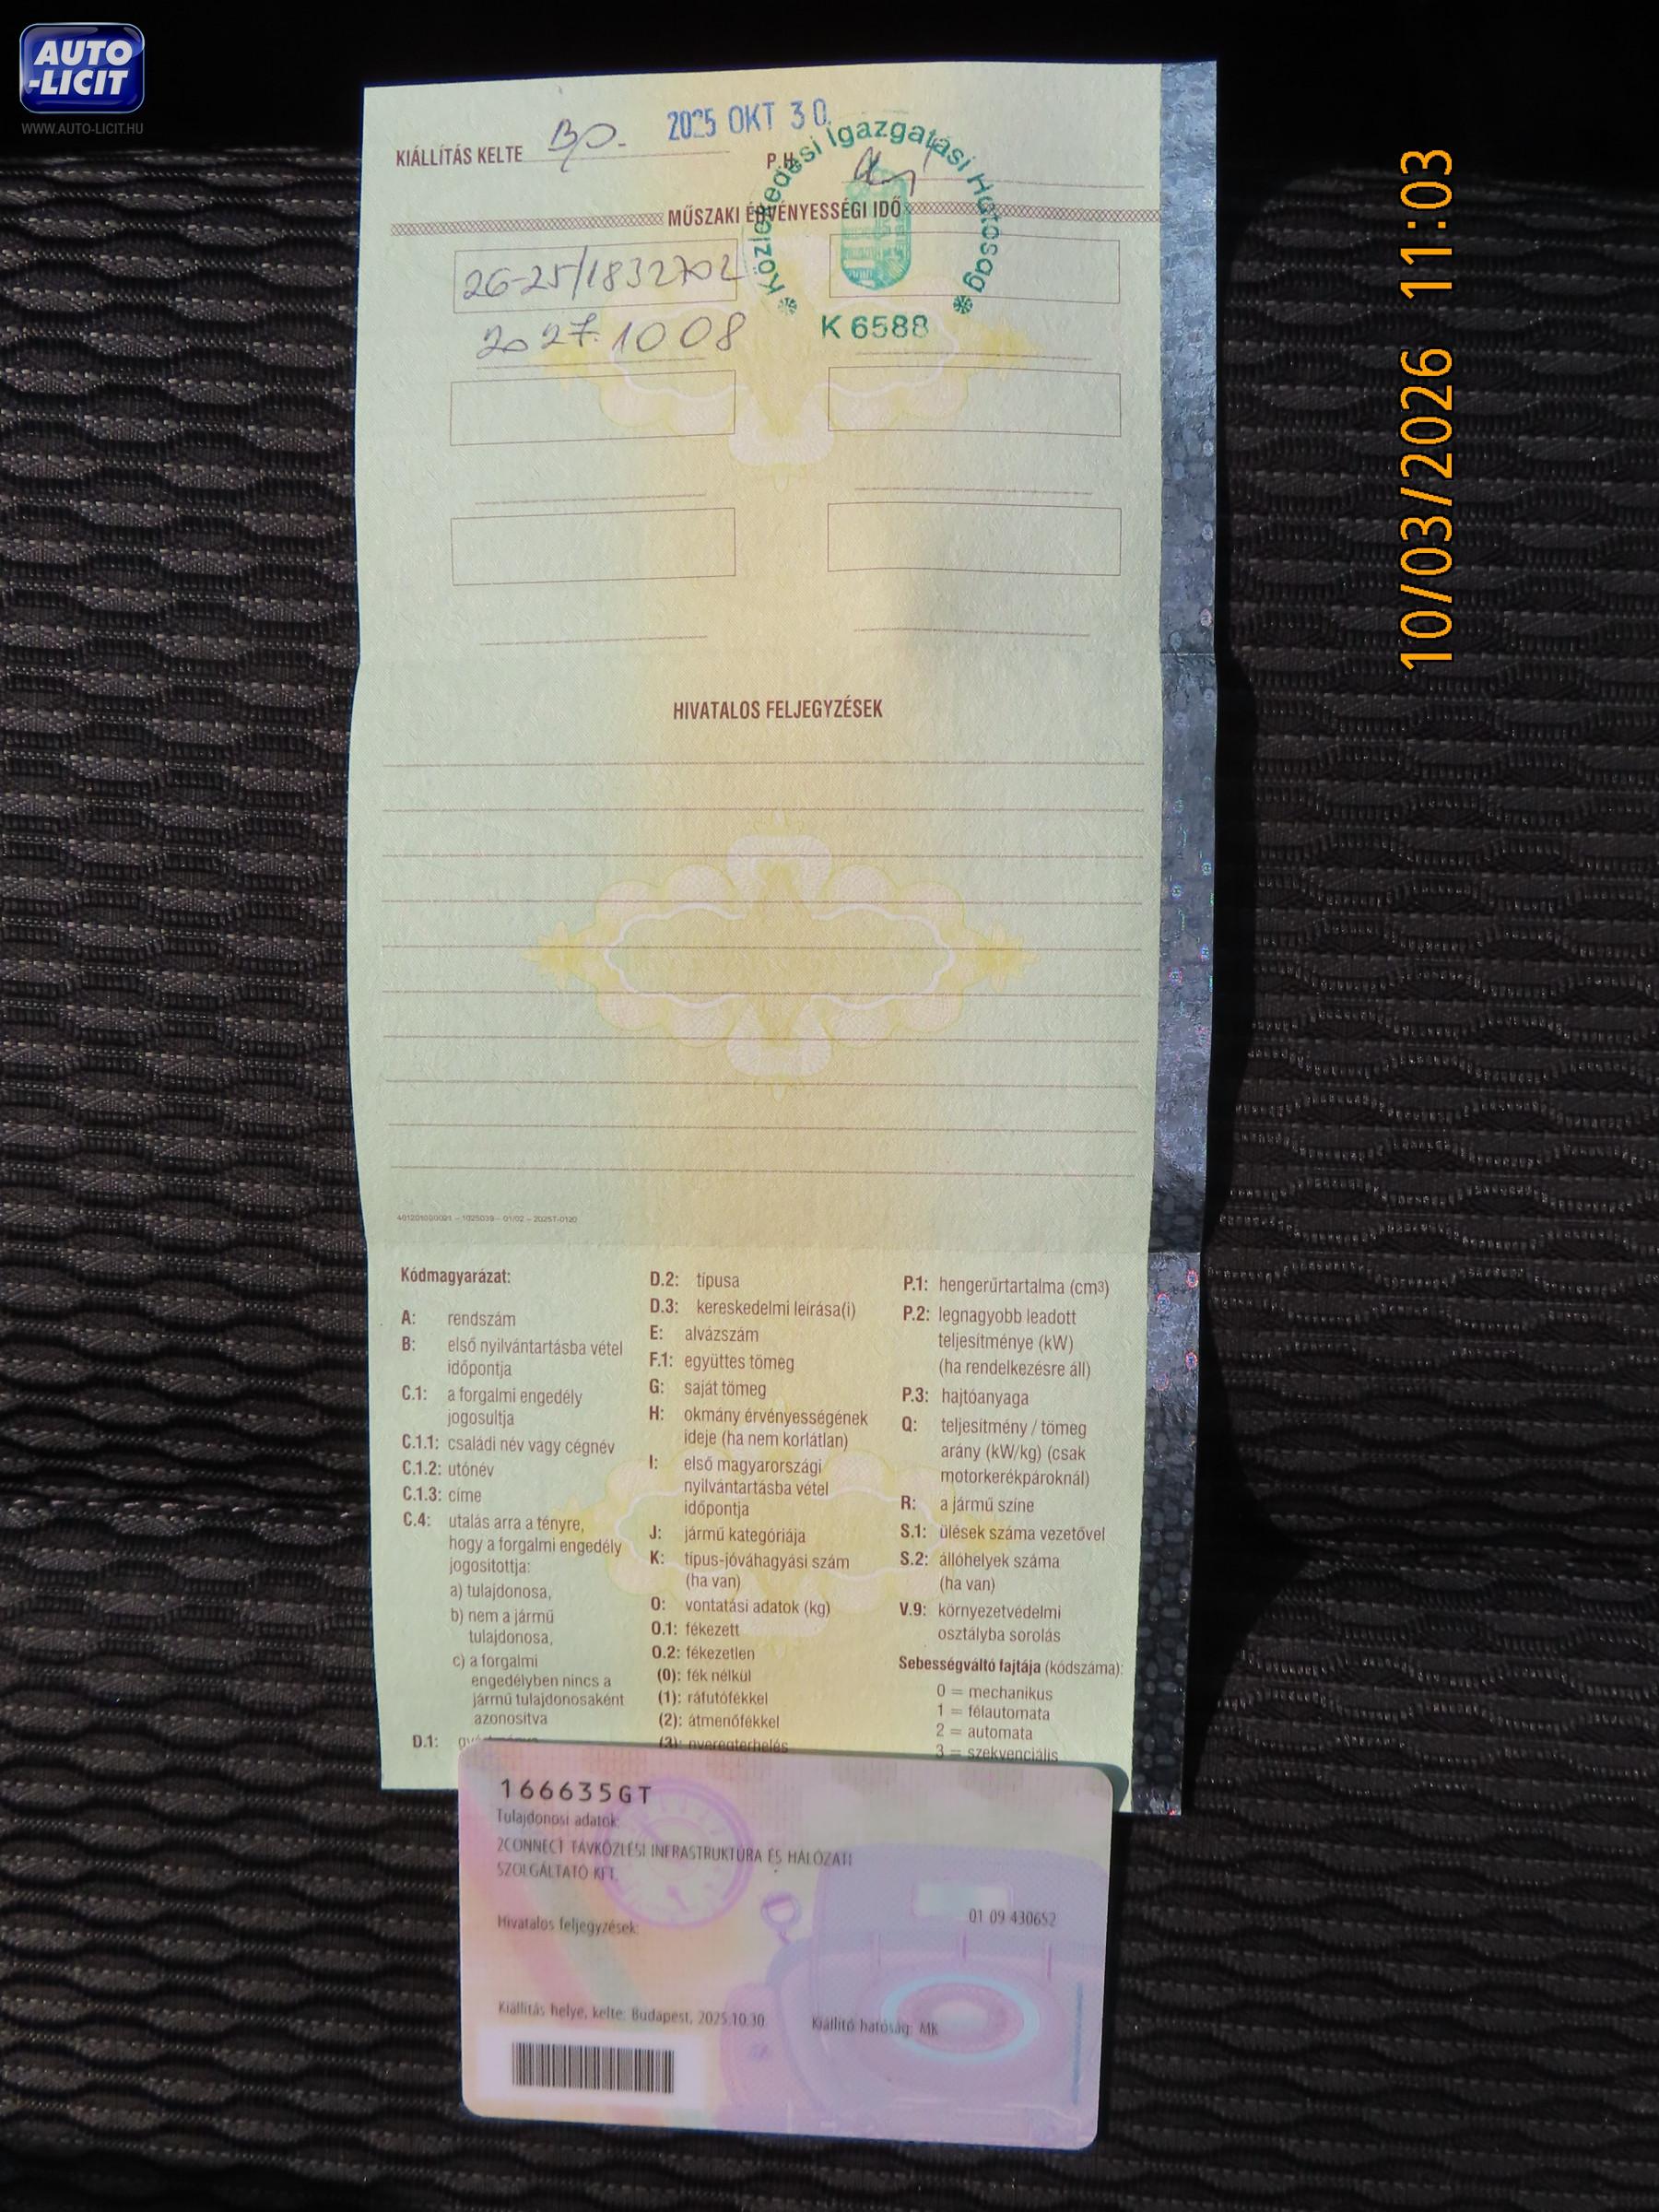 AUTO
-LICIT
WWW.AUTO-LICIT.HU
10/03/2026 11:03
KIÁLLÍTÁS KELTE Bp. 2025 OKT 30.
P.H.
Közlekedési Igazgatási Hatóság
K 6588
MŰSZAKI ÉRVÉNYESSÉGI IDŐ
26-25/1832702
2027.10 08
HIVATALOS FELJEGYZÉSEK
Kódmagyarázat:
A: rendszám
B: első nyilvántartásba vétel
időpontja
C.1: a forgalmi engedély
jogosultja
C.1.1: családi név vagy cégnév
C.1.2: utónév
C.1.3: címe
C.4: utalás arra a tényre,
hogy a forgalmi engedély
jogosítottja:
a) tulajdonosa,
b) nem a jármű
tulajdonosa,
c) a forgalmi
engedélyben nincs a
jármű tulajdonosaként
azonosítva
D.1:
D.2: típusa
D.3: kereskedelmi leírása(i)
E: alvázszám
F.1: együttes tömeg
G: saját tömeg
H: okmány érvényességének
ideje (ha nem korlátlan)
I: első magyarországi
nyilvántartásba vétel
időpontja
J: jármű kategóriája
K: típus-jóváhagyási szám
(ha van)
O: vontatási adatok (kg)
O.1: fékezett
O.2: fékezetlen
(0): fék nélkül
(1): ráfutófékkel
(2): átmenőfékkel
(3): nyeregterhelés
P.1: hengerűrtartalma (cm³)
P.2: legnagyobb leadott
teljesítménye (kW)
(ha rendelkezésre áll)
P.3: hajtóanyaga
Q: teljesítmény / tömeg
arány (kW/kg) (csak
motorkerékpároknál)
R: a jármű színe
S.1: ülések száma vezetővel
S.2: állóhelyek száma
(ha van)
V.9: környezetvédelmi
osztályba sorolás
Sebességváltó fajtája (kódszáma):
0 = mechanikus
1 = félautomata
2 = automata
3 = szekvenciális
166635GT
Tulajdonosi adatok:
2CONNECT TÁVKÖZLÉSI INFRASTRUKTÚRA ÉS HÁLÓZATI
SZOLGÁLTATÓ KFT.
01 09 430652
Hivatalos feljegyzések:
Kiállítás helye, kelte: Budapest, 2025.10.30. Kiállító hatóság: MK